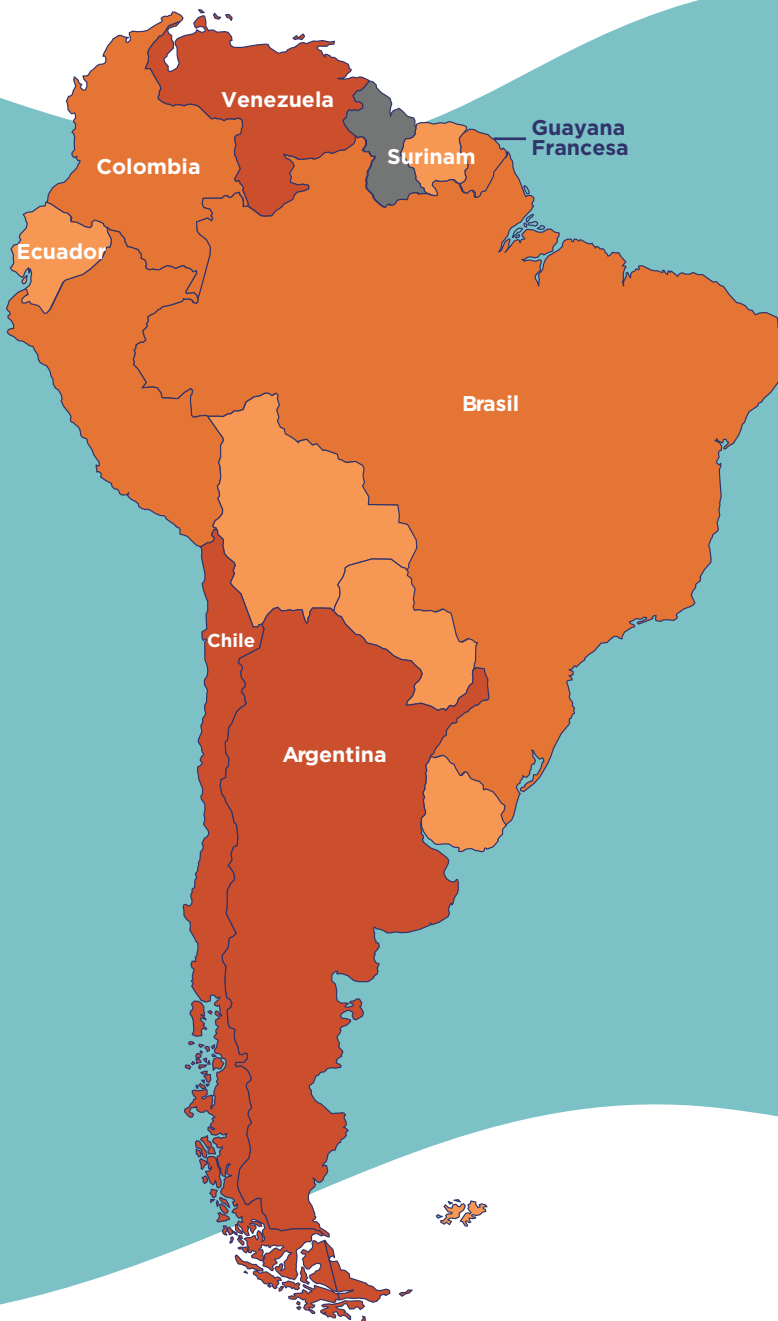 Venezuela
Guayana
Francesa
Surinam
Colombia
Ecuador
Brasil
Chile
Argentina